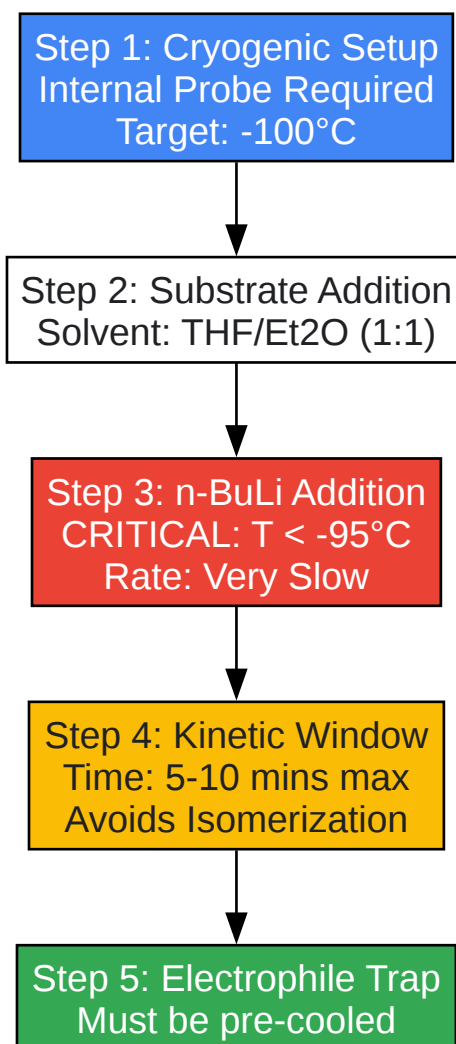 Step 1: Cryogenic Setup
Internal Probe Required
Target: -100°C
Step 2: Substrate Addition
Solvent: THF/Et2O (1:1)
Step 3: n-BuLi Addition
CRITICAL: T < -95°C
Rate: Very Slow
Step 4: Kinetic Window
Time: 5-10 mins max
Avoids Isomerization
Step 5: Electrophile Trap
Must be pre-cooled